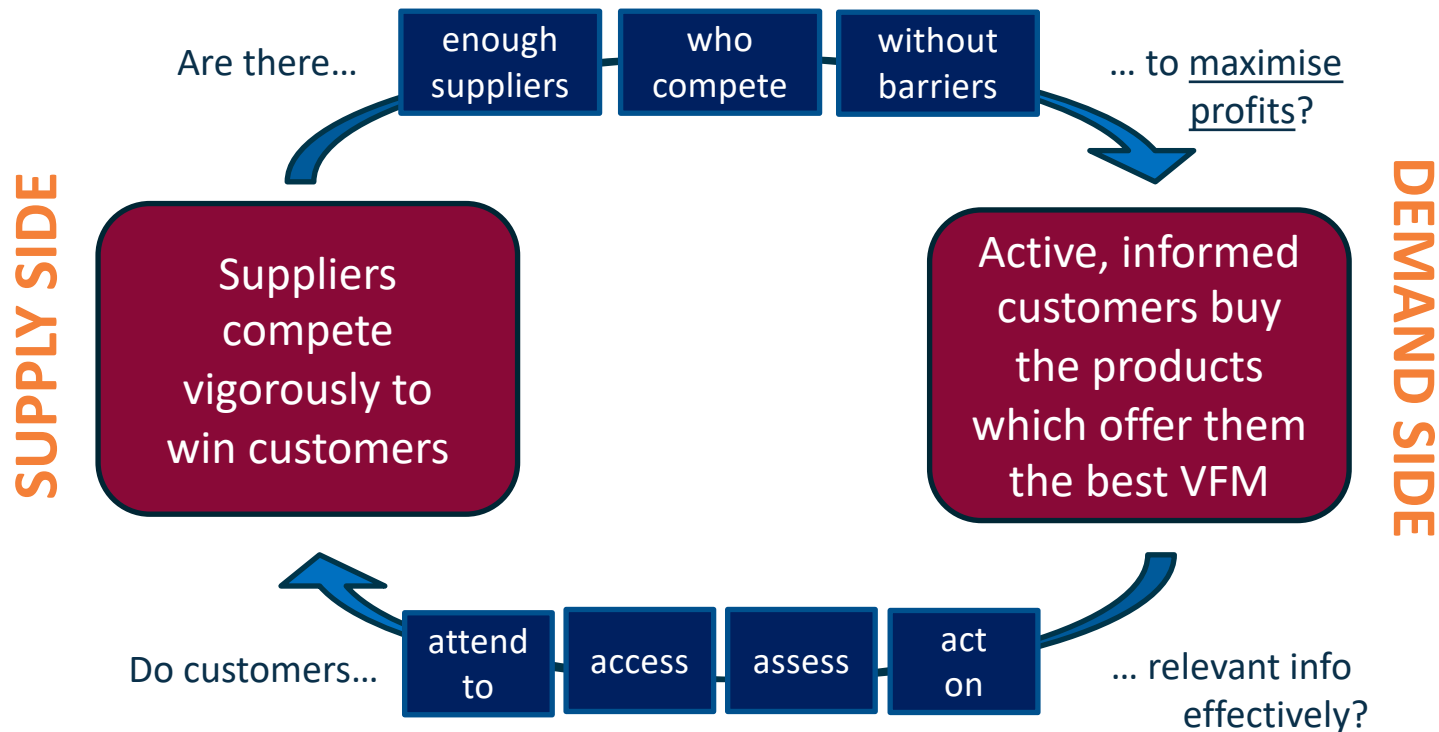 Are there…
enough
suppliers
who
compete
without
barriers
… to maximise
profits?
SUPPLY SIDE
Suppliers
compete
vigorously to
win customers
Active, informed
customers buy
the products
which offer them
the best VFM
DEMAND SIDE
Do customers…
attend
to
access
assess
act
on
… relevant info
effectively?